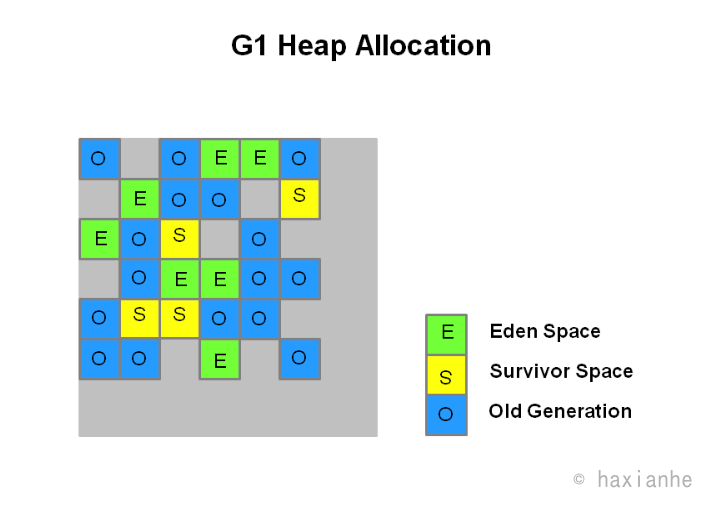 G1 Heap Allocation
O O E E O
E O O S
E O S O
O E E O O
O S S O O
O O E O
E Eden Space
S Survivor Space
O Old Generation
© haxianhe